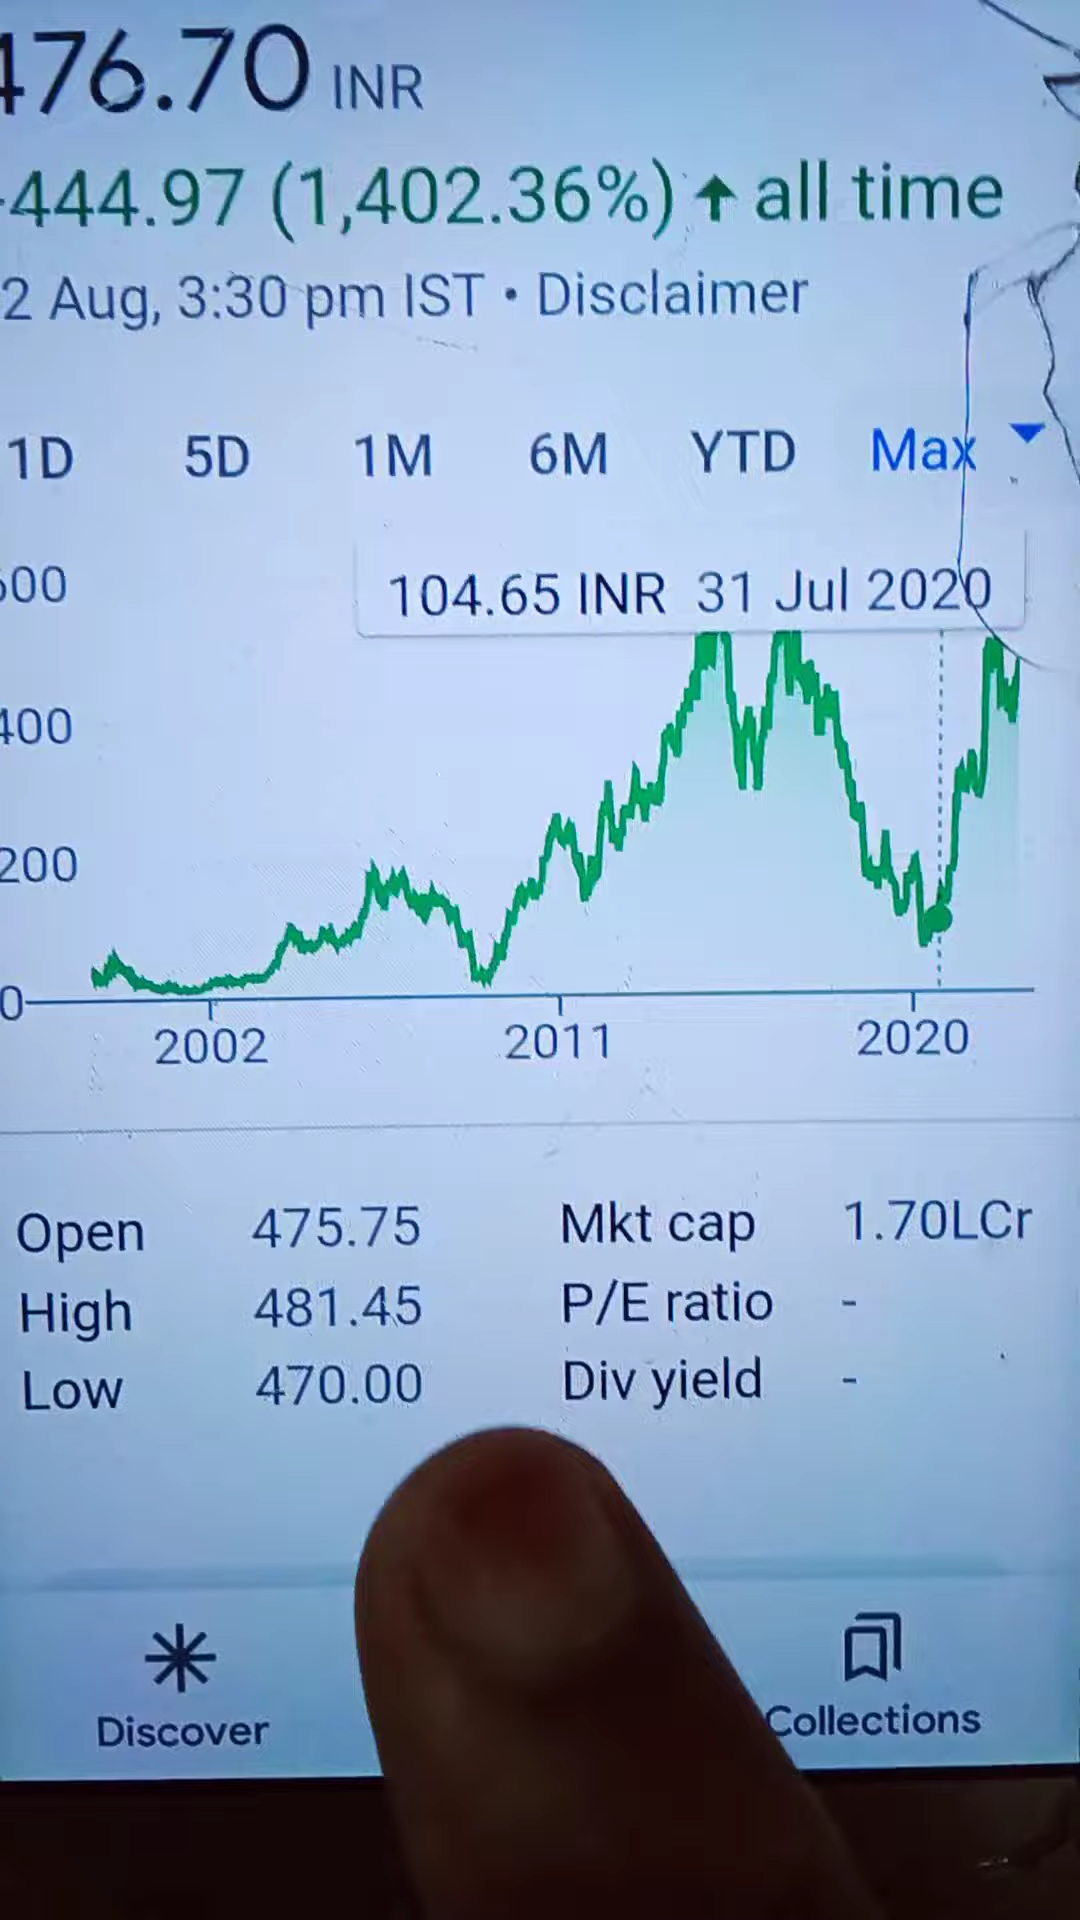 476.70 INR
444.97 (1,402.36%) ↑ all time
2 Aug, 3:30 pm IST • Disclaimer
1D 5D 1M 6M YTD Max
600
104.65 INR 31 Jul 2020
400
200
0
2002 2011 2020
Open 475.75 Mkt cap 1.70LCr
High 481.45 P/E ratio -
Low 470.00 Div yield -
Discover Collections